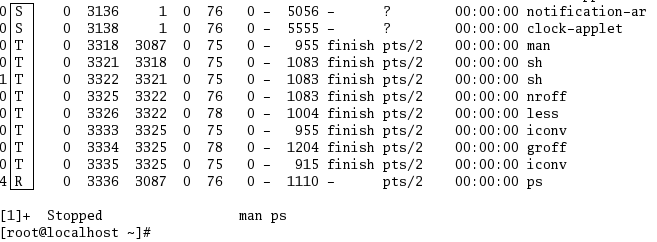 0 S 0 3136 1 0 76 0 - 5056 - ? 00:00:00 notification-ar
0 S 0 3138 1 0 76 0 - 5555 - ? 00:00:00 clock-applet
0 T 0 3318 3087 0 75 0 - 955 finish pts/2 00:00:00 man
0 T 0 3321 3318 0 75 0 - 1083 finish pts/2 00:00:00 sh
1 T 0 3322 3321 0 75 0 - 1083 finish pts/2 00:00:00 sh
0 T 0 3325 3322 0 76 0 - 1083 finish pts/2 00:00:00 nroff
0 T 0 3326 3322 0 78 0 - 1004 finish pts/2 00:00:00 less
0 T 0 3333 3325 0 75 0 - 955 finish pts/2 00:00:00 iconv
0 T 0 3334 3325 0 78 0 - 1204 finish pts/2 00:00:00 groff
0 T 0 3335 3325 0 75 0 - 915 finish pts/2 00:00:00 iconv
4 R 0 3336 3087 0 76 0 - 1110 - pts/2 00:00:00 ps
[1]+ Stopped man ps
[root@localhost ~]#